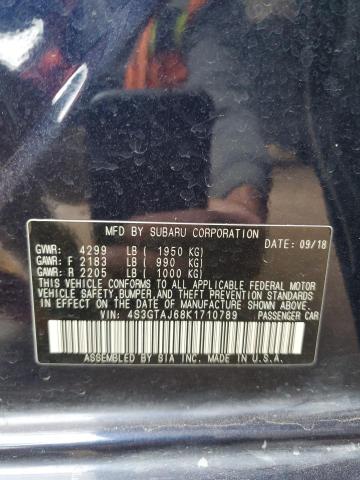 MFD BY SUBARU CORPORATION DATE: 09/18
GVWR: 4299 LB ( 1950 KG)
GAWR: F 2183 LB ( 990 KG)
GAWR: R 2205 LB ( 1000 KG)
THIS VEHICLE CONFORMS TO ALL APPLICABLE FEDERAL MOTOR
VEHICLE SAFETY, BUMPER, AND THEFT PREVENTION STANDARDS
IN EFFECT ON THE DATE OF MANUFACTURE SHOWN ABOVE.
VIN: 4S3GTAJ68K1710789 PASSENGER CAR
ASSEMBLED BY SIA INC. MADE IN U.S.A.